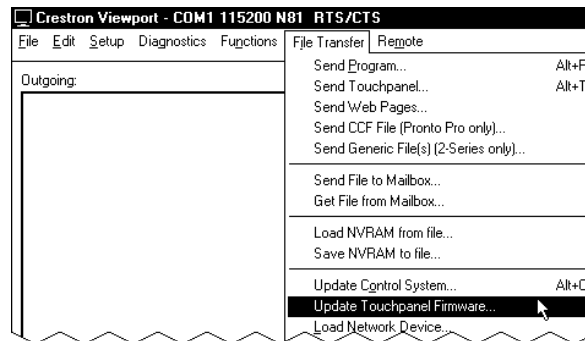 Crestron Viewport - COM1 115200 N81 RTS/CTS
File Edit Setup Diagnostics Functions File Transfer Remote
Outgoing:
Send Program... Alt+F
Send Touchpanel... Alt+T
Send Web Pages...
Send CCF File (Pronto Pro only)...
Send Generic File(s) (2-Series only)...
Send File to Mailbox...
Get File from Mailbox...
Load NVRAM from file...
Save NVRAM to file...
Update Control System... Alt+C
Update Touchpanel Firmware...
Load Network Device...